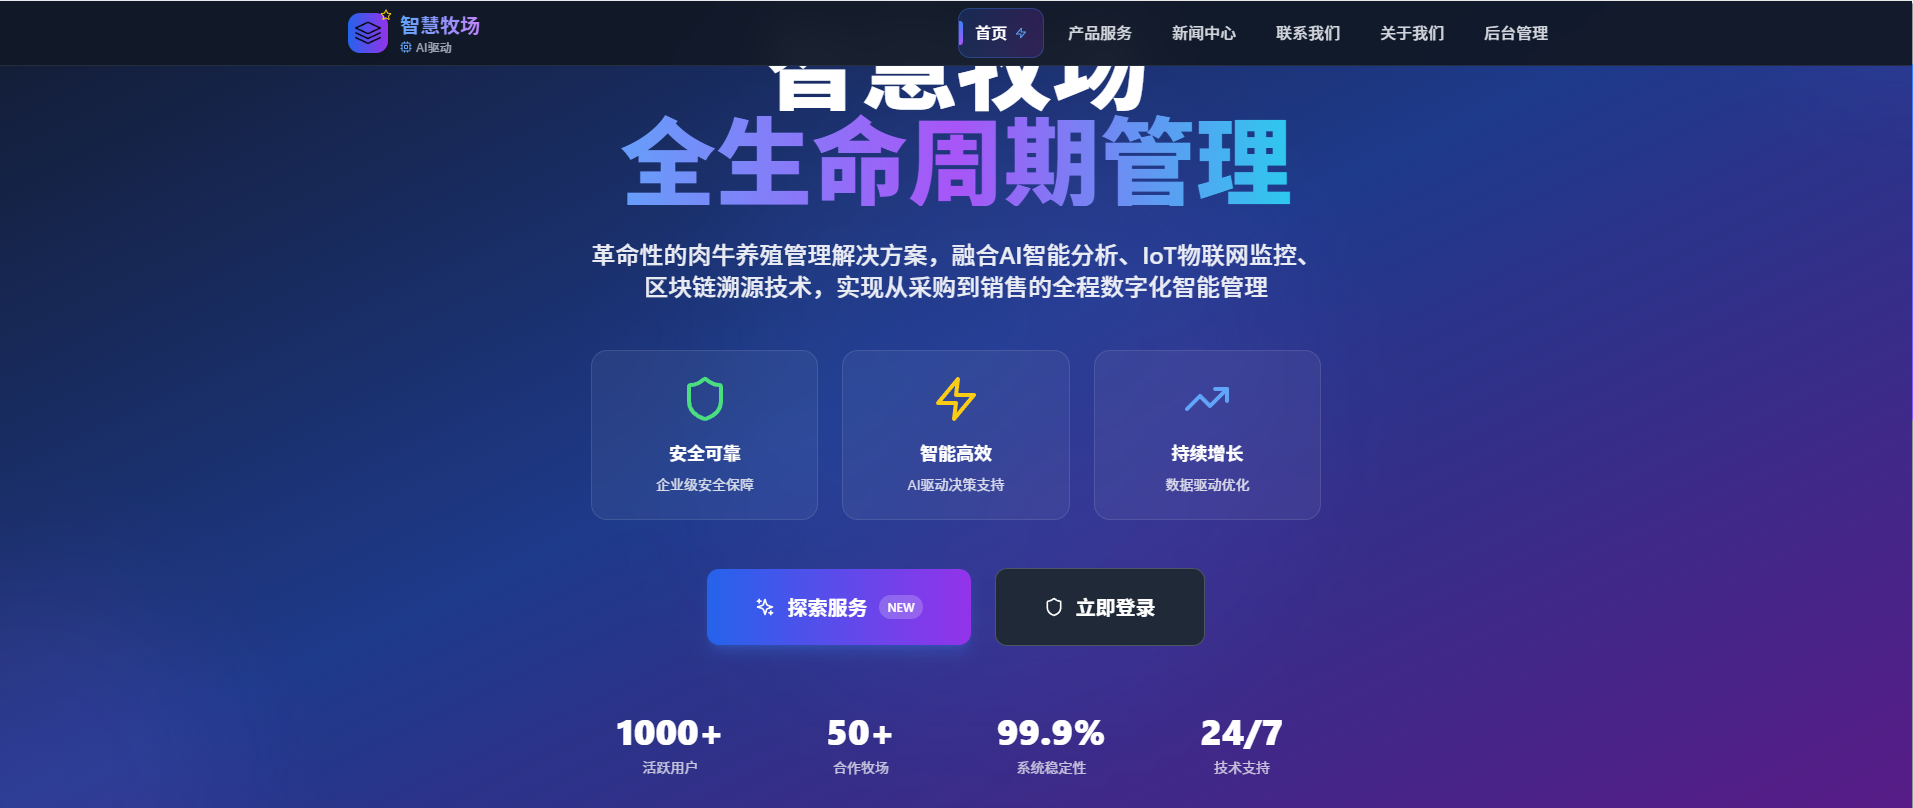 智慧牧场
AI驱动
首页
产品服务
新闻中心
联系我们
关于我们
后台管理
智慧牧场
全生命周期管理
革命性的肉牛养殖管理解决方案，融合AI智能分析、IoT物联网监控、
区块链溯源技术，实现从采购到销售的全程数字化智能管理
安全可靠
企业级安全保障
智能高效
AI驱动决策支持
持续增长
数据驱动优化
探索服务 NEW
立即登录
1000+
活跃用户
50+
合作牧场
99.9%
系统稳定性
24/7
技术支持